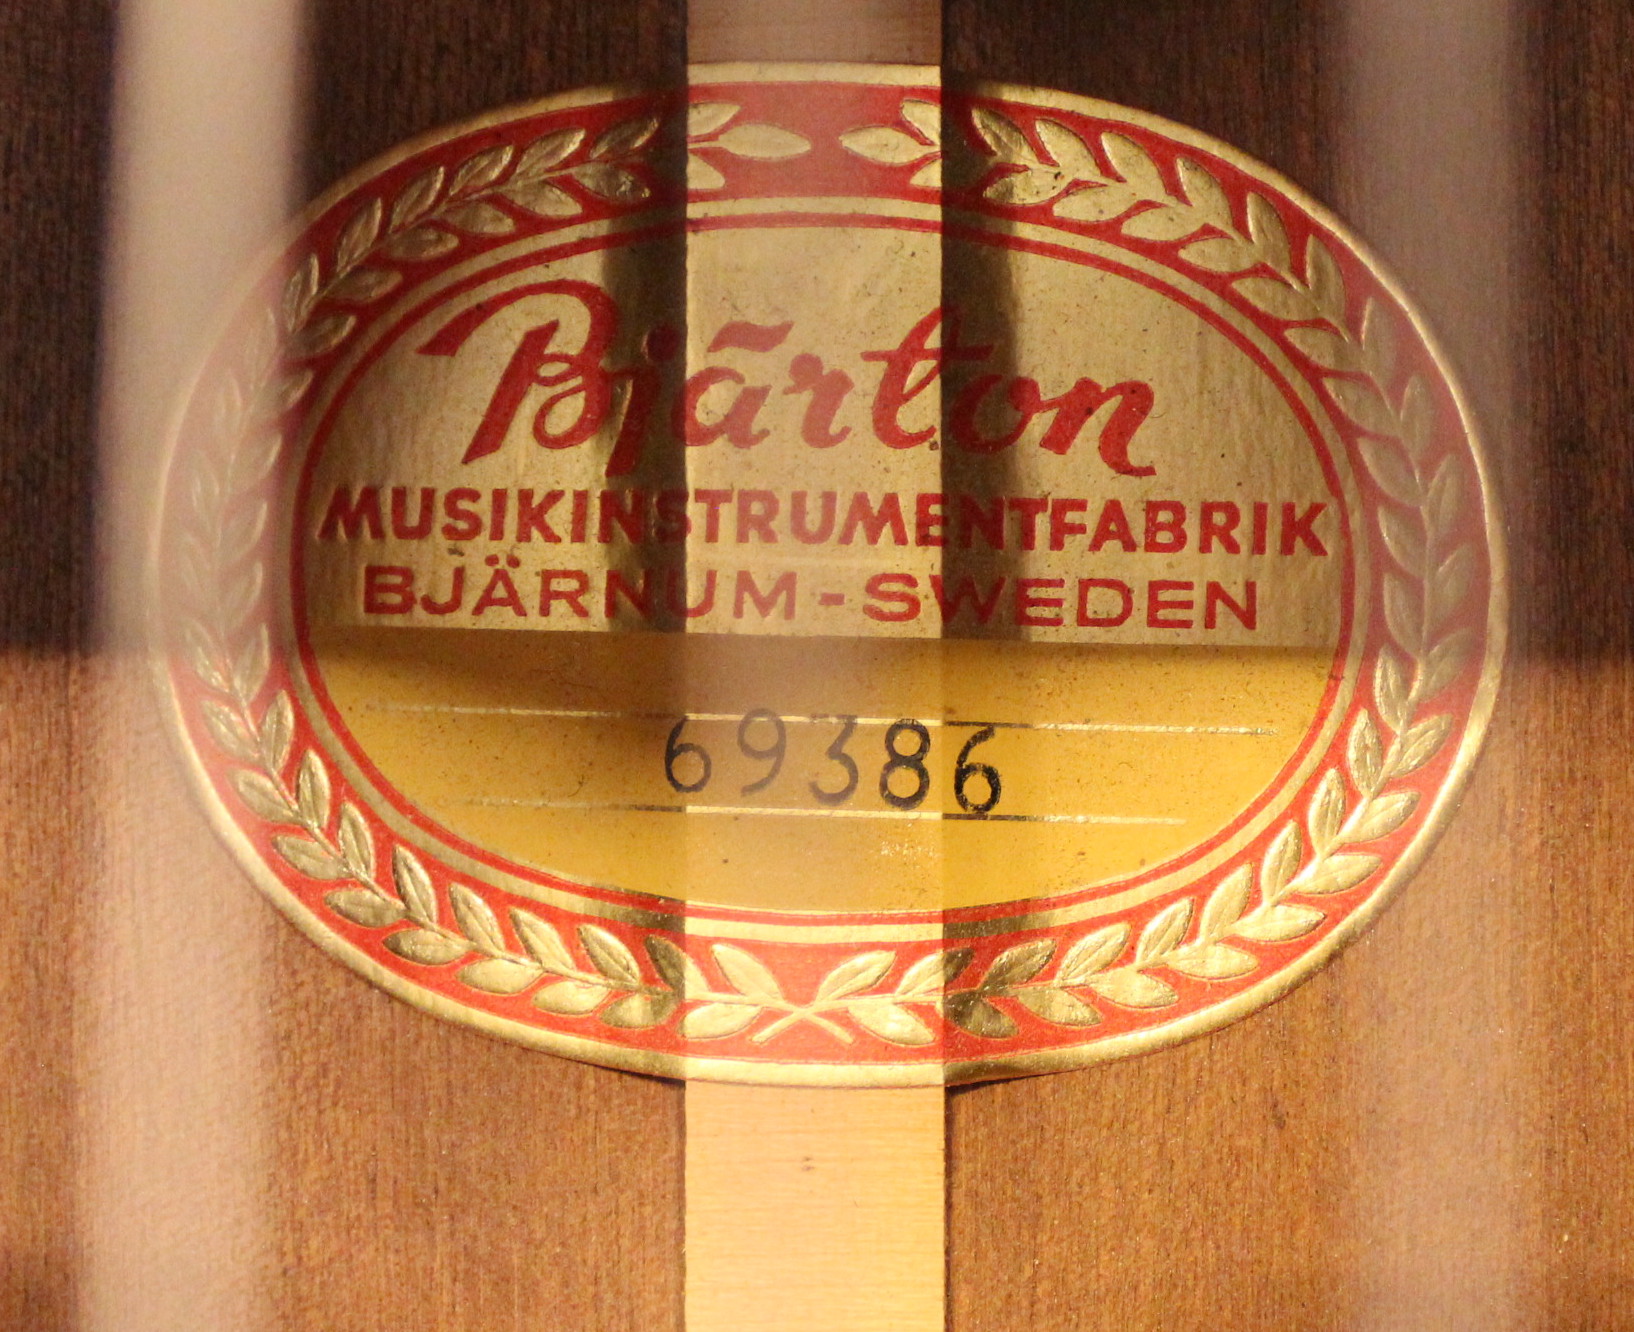 Bjärton
MUSIKINSTRUMENTFABRIK
BJÄRNUM-SWEDEN
69386